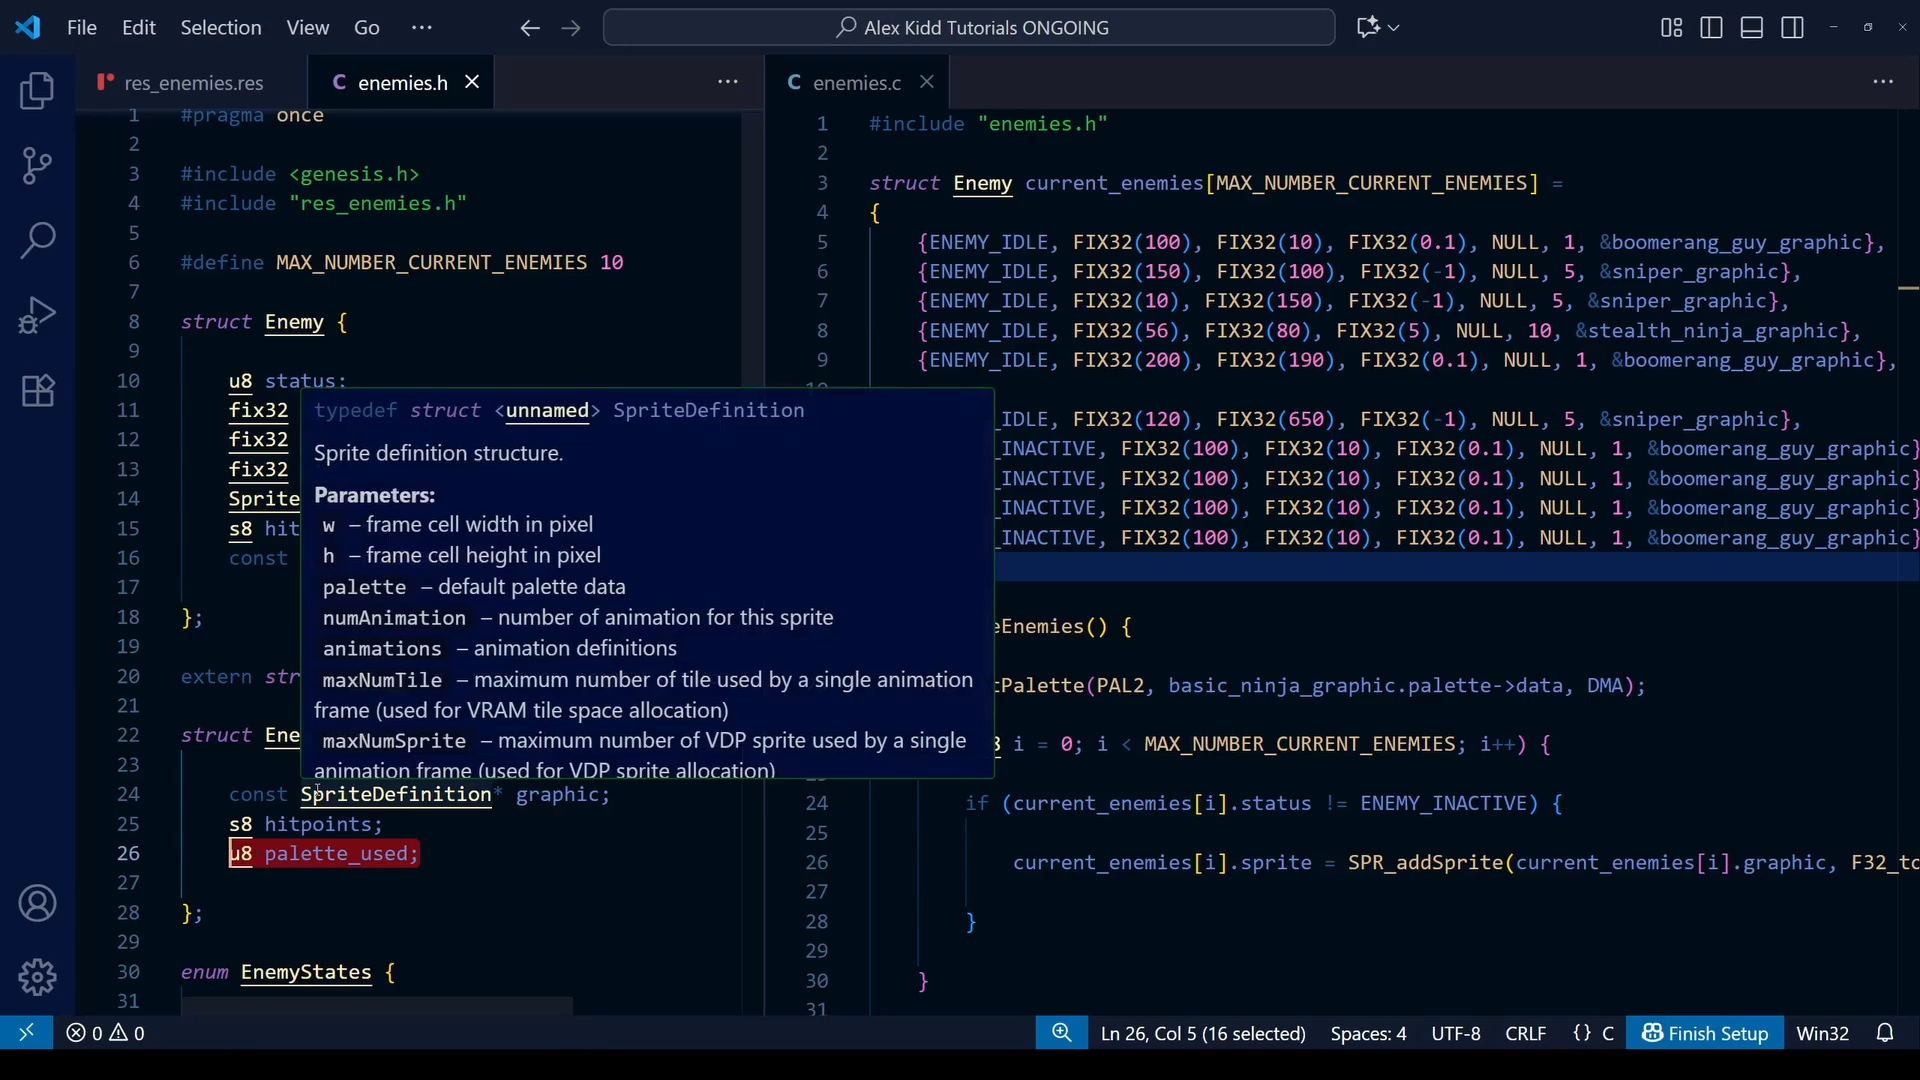 File Edit Selection View Go ···
Alex Kidd Tutorials ONGOING
res_enemies.res
C enemies.h
···
C enemies.c
···
1 #pragma once
2
3 #include <genesis.h>
4 #include "res_enemies.h"
5
6 #define MAX_NUMBER_CURRENT_ENEMIES 10
7
8 struct Enemy {
9
10 u8 status;
11 fix32
12 fix32
13 fix32
14 Sprite
15 s8 hit
16 const
17
18 };
19
20 extern str
21
22 struct Ene
23
24 const SpriteDefinition* graphic;
25 s8 hitpoints;
26 u8 palette_used;
27
28 };
29
30 enum EnemyStates {
31
typedef struct <unnamed> SpriteDefinition
Sprite definition structure.
Parameters:
w – frame cell width in pixel
h – frame cell height in pixel
palette – default palette data
numAnimation – number of animation for this sprite
animations – animation definitions
maxNumTile – maximum number of tile used by a single animation
frame (used for VRAM tile space allocation)
maxNumSprite – maximum number of VDP sprite used by a single
animation frame (used for VDP sprite allocation)
1 #include "enemies.h"
2
3 struct Enemy current_enemies[MAX_NUMBER_CURRENT_ENEMIES] =
4 {
5 {ENEMY_IDLE, FIX32(100), FIX32(10), FIX32(0.1), NULL, 1, &boomerang_guy_graphic},
6 {ENEMY_IDLE, FIX32(150), FIX32(100), FIX32(-1), NULL, 5, &sniper_graphic},
7 {ENEMY_IDLE, FIX32(10), FIX32(150), FIX32(-1), NULL, 5, &sniper_graphic},
8 {ENEMY_IDLE, FIX32(56), FIX32(80), FIX32(5), NULL, 10, &stealth_ninja_graphic},
9 {ENEMY_IDLE, FIX32(200), FIX32(190), FIX32(0.1), NULL, 1, &boomerang_guy_graphic},
10
_IDLE, FIX32(120), FIX32(650), FIX32(-1), NULL, 5, &sniper_graphic},
_INACTIVE, FIX32(100), FIX32(10), FIX32(0.1), NULL, 1, &boomerang_guy_graphic}
_INACTIVE, FIX32(100), FIX32(10), FIX32(0.1), NULL, 1, &boomerang_guy_graphic}
_INACTIVE, FIX32(100), FIX32(10), FIX32(0.1), NULL, 1, &boomerang_guy_graphic}
_INACTIVE, FIX32(100), FIX32(10), FIX32(0.1), NULL, 1, &boomerang_guy_graphic}
eEnemies() {
tPalette(PAL2, basic_ninja_graphic.palette->data, DMA);
i = 0; i < MAX_NUMBER_CURRENT_ENEMIES; i++) {
24 if (current_enemies[i].status != ENEMY_INACTIVE) {
25
26 current_enemies[i].sprite = SPR_addSprite(current_enemies[i].graphic, F32_to
27
28 }
29
30 }
31
0 0
Ln 26, Col 5 (16 selected) Spaces: 4 UTF-8 CRLF {} C Finish Setup Win32